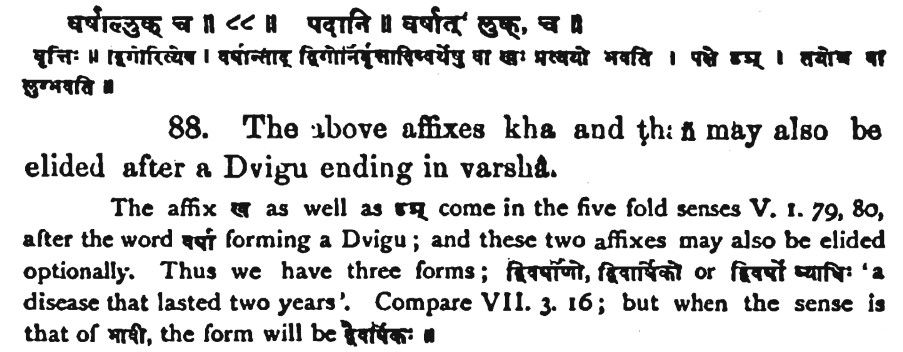 वर्षाल्लुक् च ॥ ८८ ॥ पदानि ॥ वर्षात्, लुक्, च ॥
वृत्तिः ॥ द्विगोरित्येव । वर्षान्ताद् द्विगोर्निर्वृत्तादिष्वर्थेषु वा खः प्रत्ययो भवति । पक्षे ठञ् । तयोश्च वा
लुग्भवति ॥
88. The above affixes kha and ṭhañ may also be
elided after a Dvigu ending in varshâ.
The affix ख as well as ठञ् come in the five fold senses V. 1. 79, 80,
after the word वर्षा forming a Dvigu; and these two affixes may also be elided
optionally. Thus we have three forms; द्विवर्षीणो, द्विवार्षिको or द्विवर्षो व्याधिः 'a
disease that lasted two years'. Compare VII. 3. 16; but when the sense is
that of भावी, the form will be द्वैवर्षिकः ॥